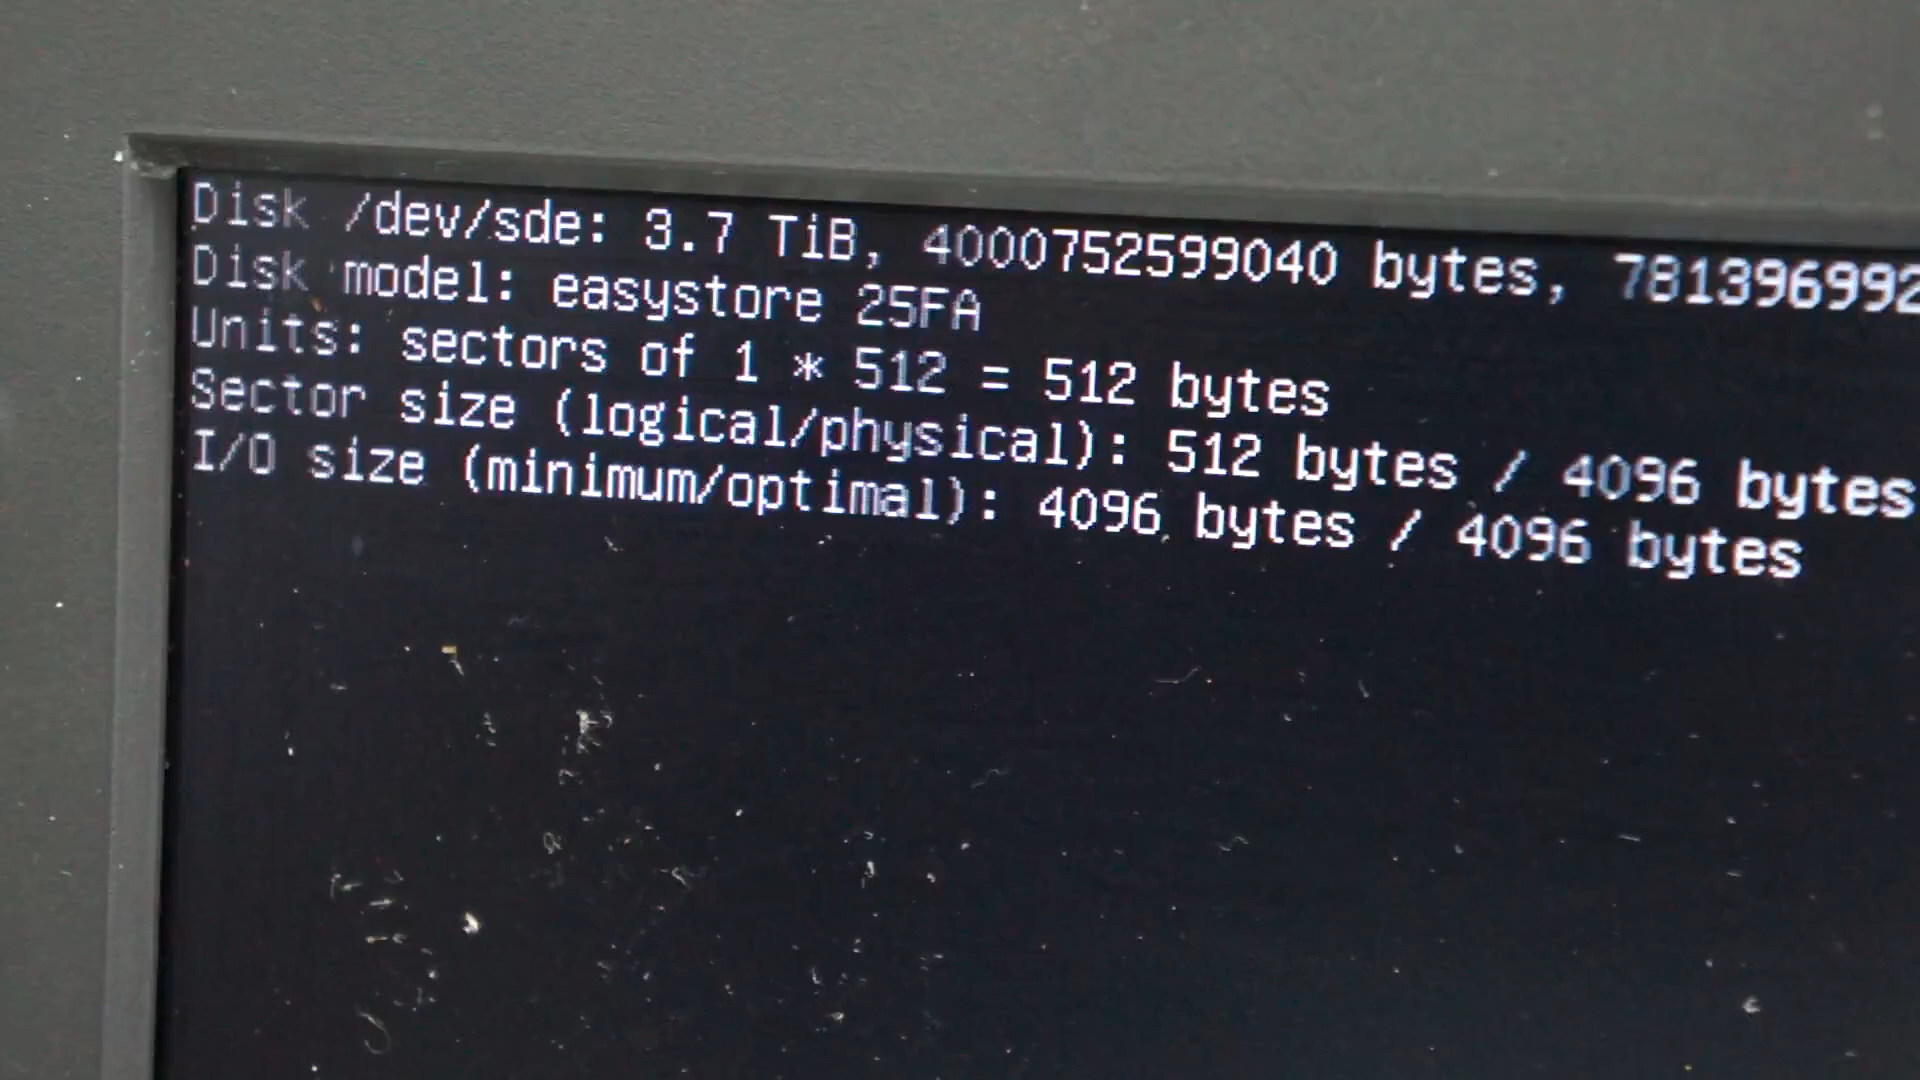 Disk /dev/sde: 3.7 TiB, 4000752599040 bytes, 781396992
Disk model: easystore 25FA
Units: sectors of 1 * 512 = 512 bytes
Sector size (logical/physical): 512 bytes / 4096 bytes
I/O size (minimum/optimal): 4096 bytes / 4096 bytes